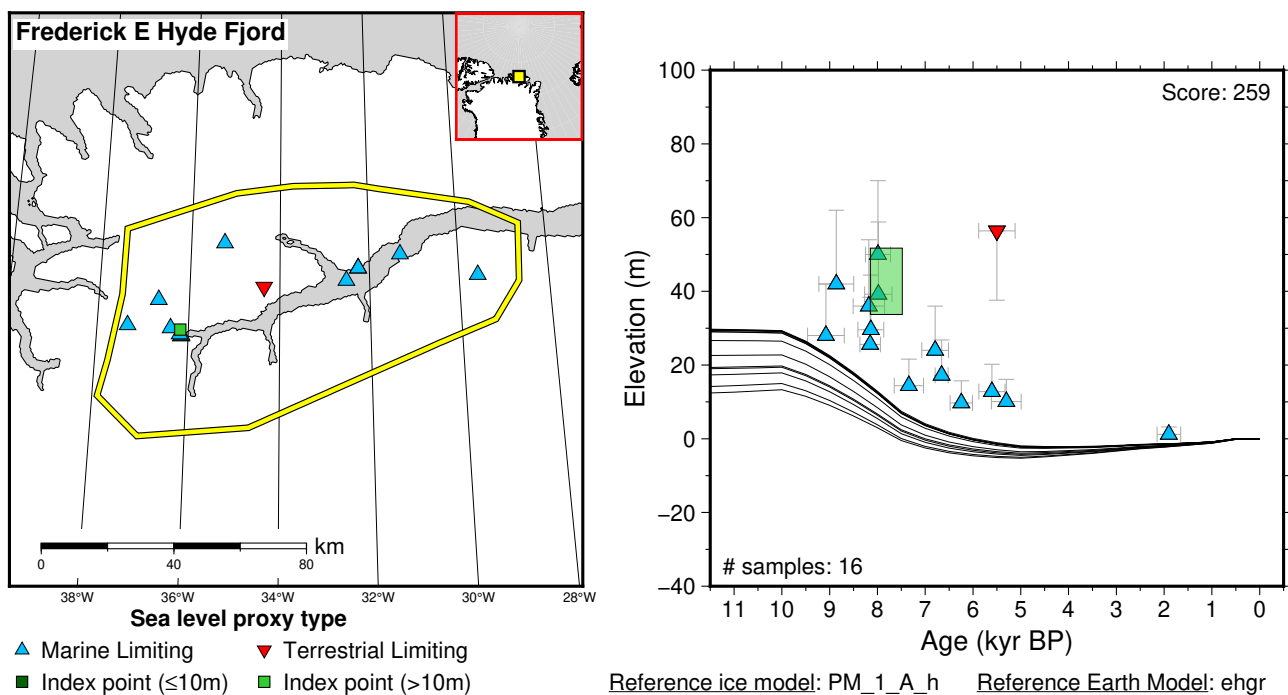 Frederick E Hyde Fjord
km
0 40 80
38°W 36°W 34°W 32°W 30°W 28°W
Sea level proxy type
Marine Limiting
Terrestrial Limiting
Index point (≤10m)
Index point (>10m)
Score: 259
100
80
60
40
20
0
−20
−40
Elevation (m)
# samples: 16
11 10 9 8 7 6 5 4 3 2 1 0
Age (kyr BP)
Reference ice model: PM_1_A_h
Reference Earth Model: ehgr